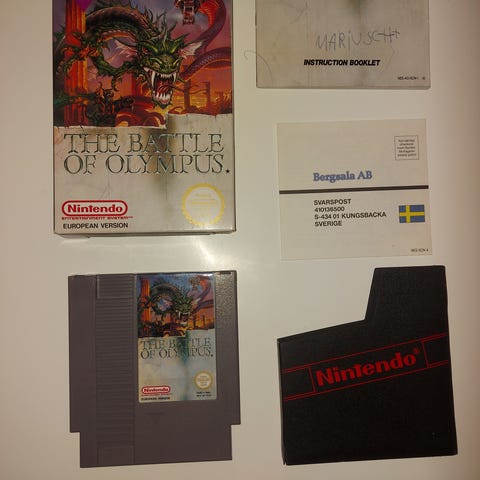 THE BATTLE
OF OLYMPUS.
Nintendo
ENTERTAINMENT SYSTEM
EUROPEAN VERSION
INSTRUCTION BOOKLET
Bergsala AB
SVARSPOST
410136500
S-434 01 KUNGSBACKA
SVERIGE
THE BATTLE
OF OLYMPUS.
Nintendo
EUROPEAN VERSION
Nintendo®